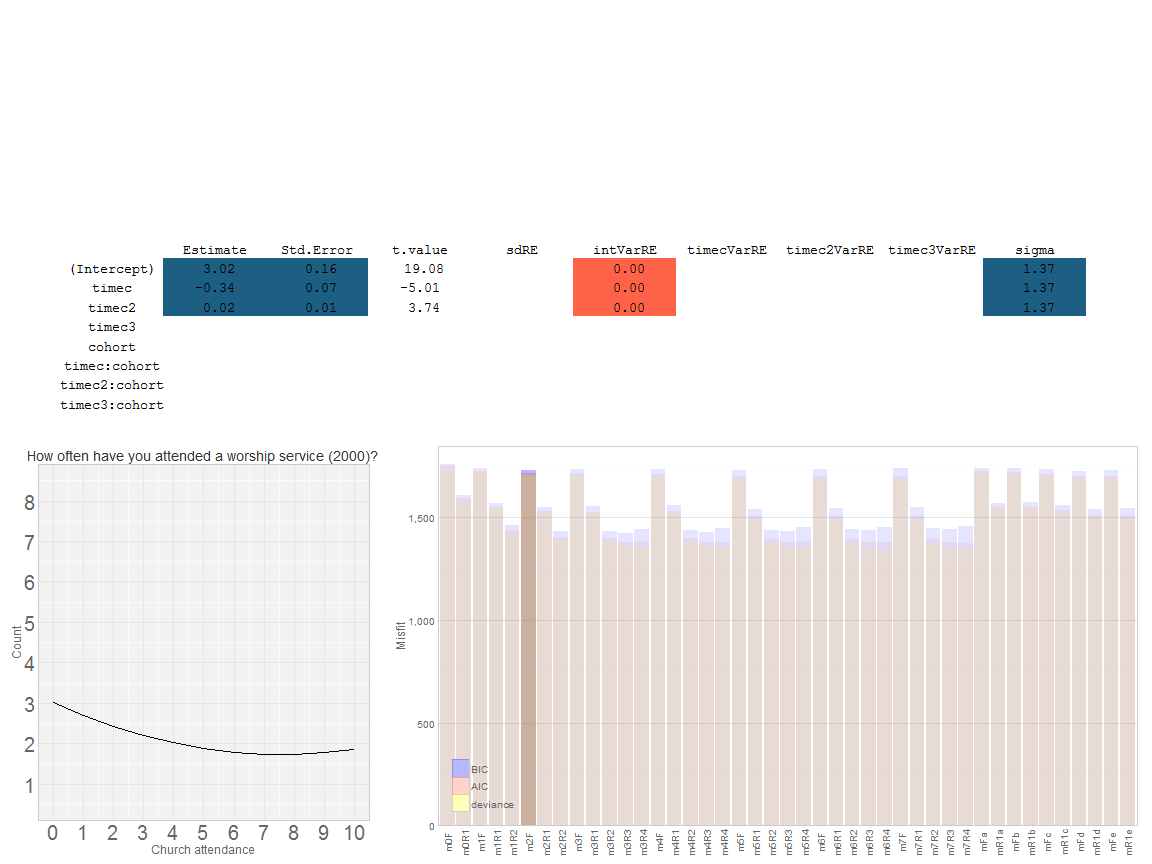 Estimate Std.Error t.value sdRE intVarRE timecVarRE timec2VarRE timec3VarRE sigma
(Intercept) 3.02 0.16 19.08 0.00 1.37
timec -0.34 0.07 -5.01 0.00 1.37
timec2 0.02 0.01 3.74 0.00 1.37
timec3
cohort
timec:cohort
timec2:cohort
timec3:cohort
How often have you attended a worship service (2000)?
8
7
6
5
4
3
2
1
Count
0 1 2 3 4 5 6 7 8 9 10
Church attendance
Misfit
1,500
1,000
500
0
BIC
AIC
deviance
m0F m0R1 m1F m1R1 m1R2 m2F m2R1 m2R2 m3F m3R1 m3R2 m3R3 m3R4 m4F m4R1 m4R2 m4R3 m4R4 m5F m5R1 m5R2 m5R3 m5R4 m6F m6R1 m6R2 m6R3 m6R4 m7F m7R1 m7R2 m7R3 m7R4 mFa mR1a mFb mR1b mFc mR1c mFd mR1d mFe mR1e